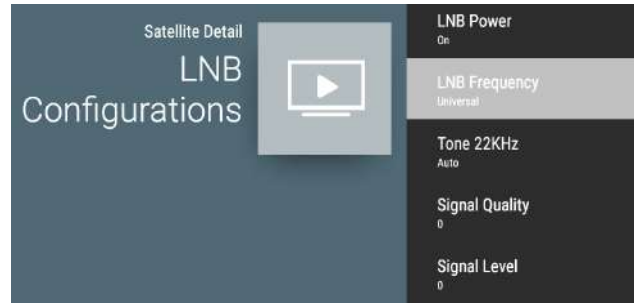 Satellite Detail
LNB
Configurations
LNB Power
On
LNB Frequency
Universal
Tone 22KHz
Auto
Signal Quality
0
Signal Level
0